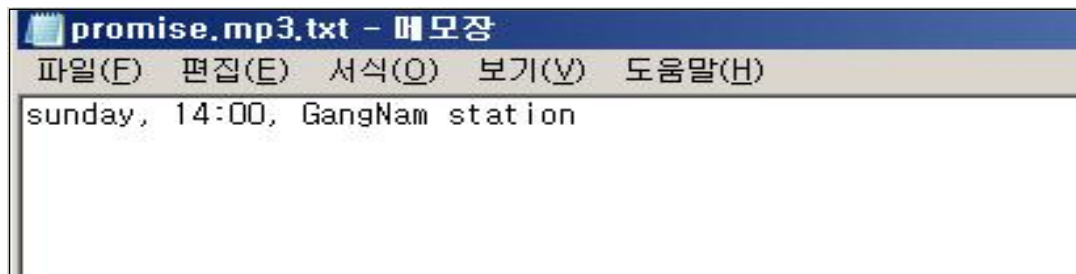 promise.mp3.txt - 메모장
파일(F) 편집(E) 서식(O) 보기(V) 도움말(H)
sunday, 14:00, GangNam station